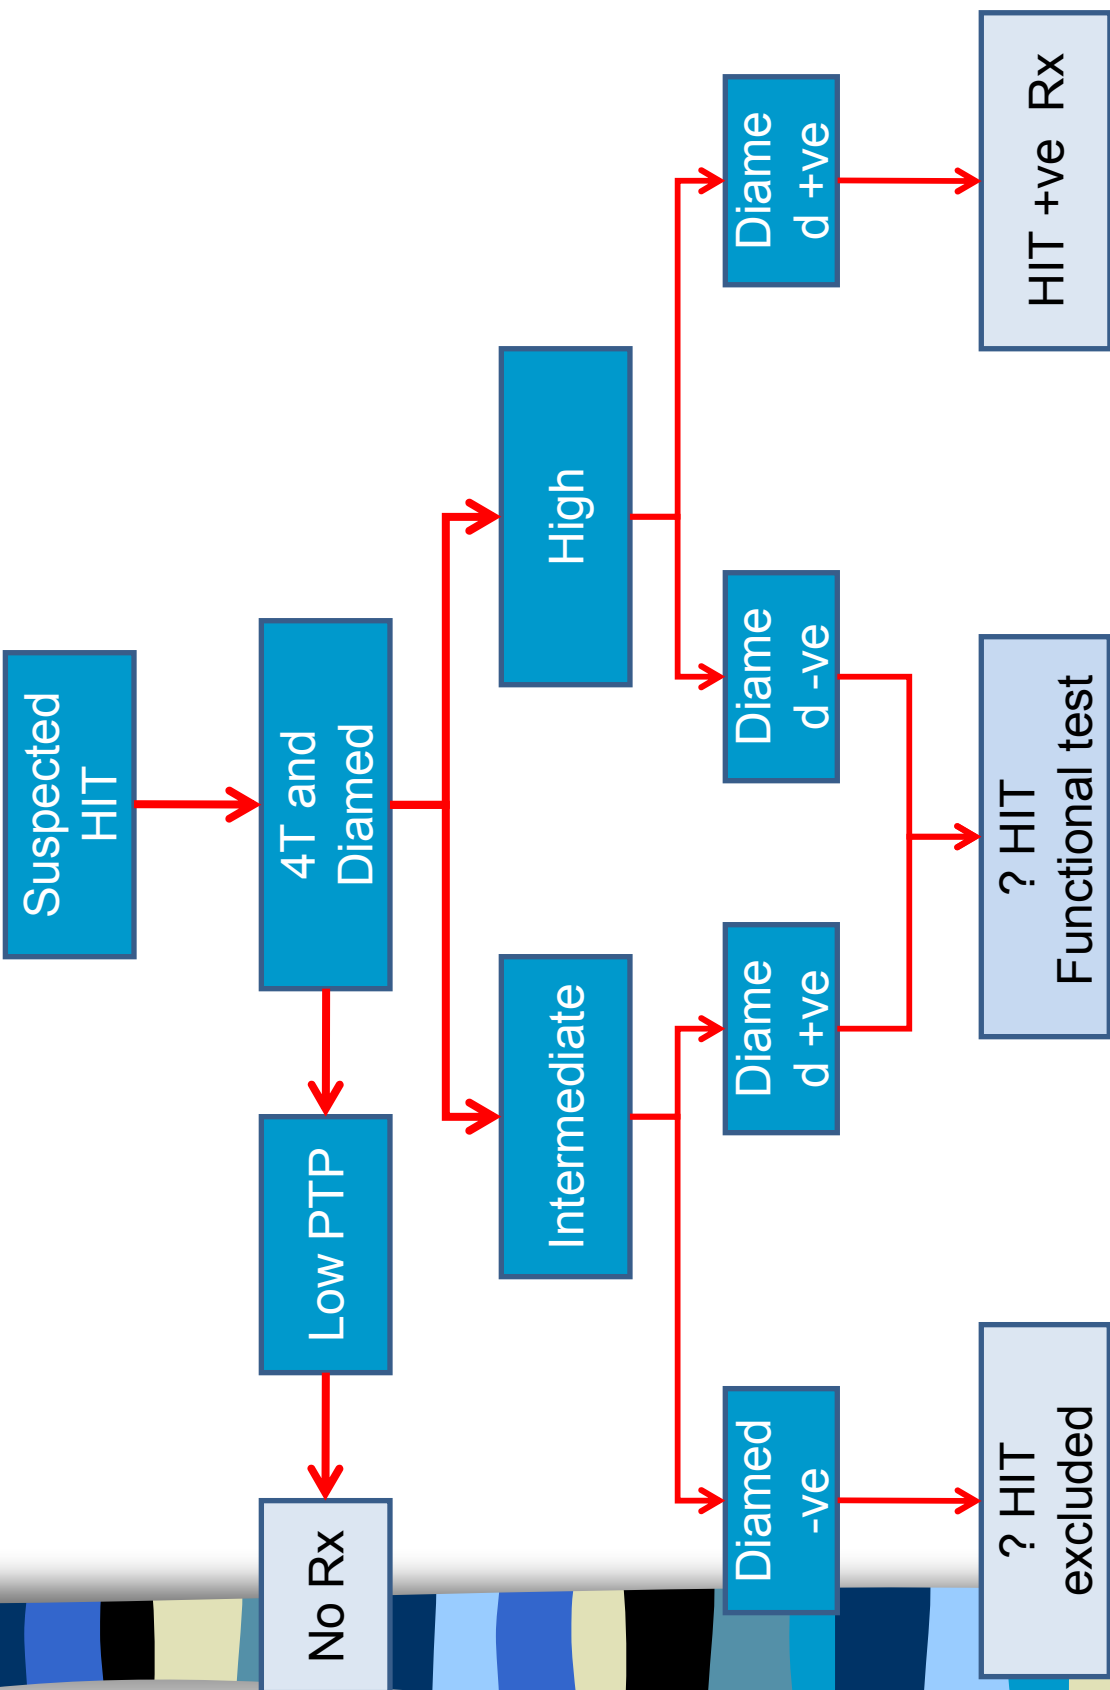 Suspected
HIT
4T and
Diamed
Low PTP
No Rx
Intermediate
High
Diamed
-ve
Diame
d +ve
Diame
d -ve
Diame
d +ve
? HIT
excluded
? HIT
Functional test
HIT +ve Rx